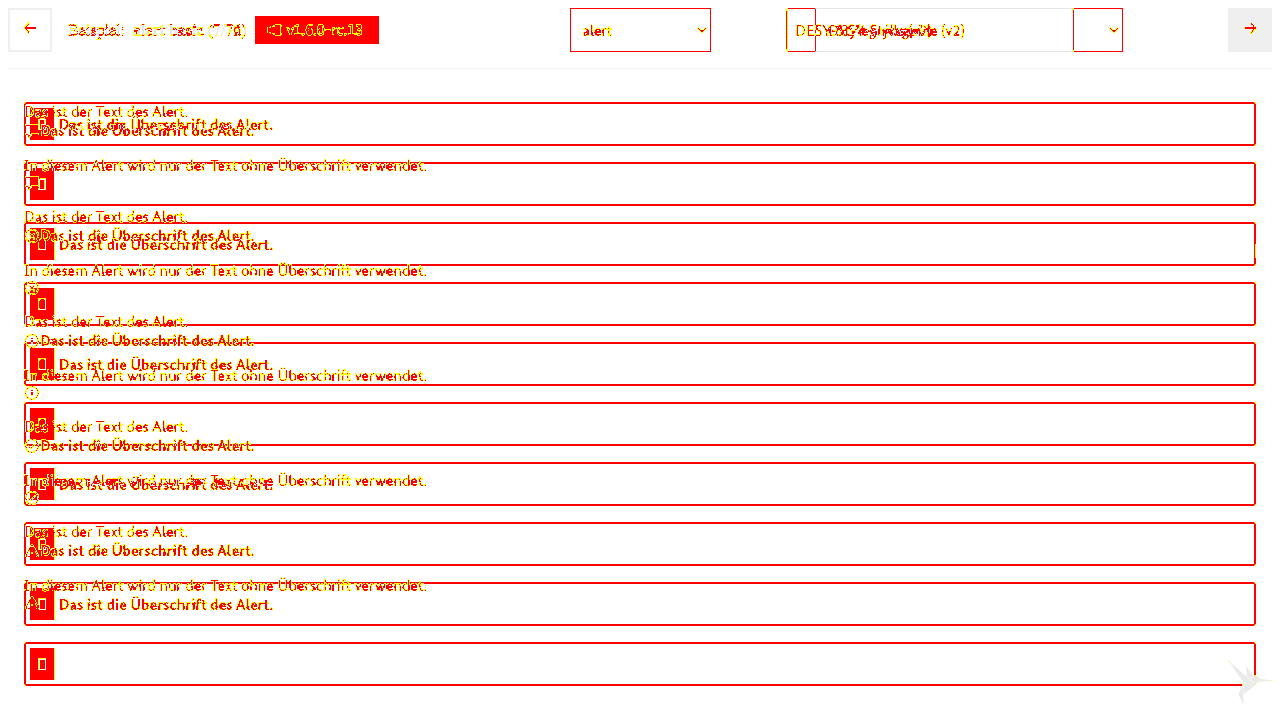 Beispiel: alert basic v1.6.0-rc.13 alert
Das ist der Text des Alert.
Das ist die Überschrift des Alert.
Das ist die Überschrift des Alert.
In diesem Alert wird nur der Text ohne Überschrift verwendet.
Das ist der Text des Alert.
Das ist die Überschrift des Alert.
Das ist die Überschrift des Alert.
In diesem Alert wird nur der Text ohne Überschrift verwendet.
Das ist der Text des Alert.
Das ist die Überschrift des Alert.
Das ist die Überschrift des Alert.
In diesem Alert wird nur der Text ohne Überschrift verwendet.
Das ist der Text des Alert.
Das ist die Überschrift des Alert.
In diesem Alert wird nur der Text ohne Überschrift verwendet.
Das ist die Überschrift des Alert.
Das ist der Text des Alert.
Das ist die Überschrift des Alert.
In diesem Alert wird nur der Text ohne Überschrift verwendet.
Das ist die Überschrift des Alert.